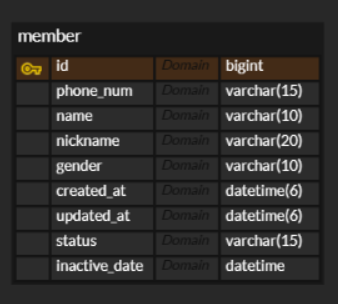 member
id Domain bigint
phone_num Domain varchar(15)
name Domain varchar(10)
nickname Domain varchar(20)
gender Domain varchar(10)
created_at Domain datetime(6)
updated_at Domain datetime(6)
status Domain varchar(15)
inactive_date Domain datetime